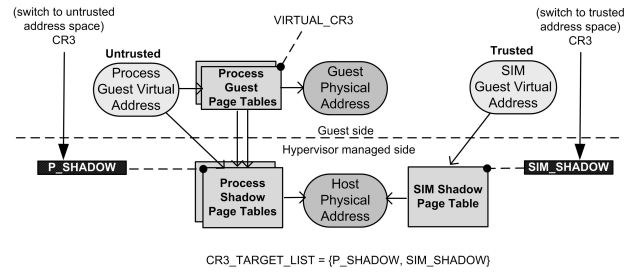 (switch to untrusted
address space)
CR3
VIRTUAL_CR3
(switch to trusted
address space)
CR3
Untrusted
Trusted
Process
Guest Virtual
Address
Process
Guest
Page Tables
Guest
Physical
Address
SIM
Guest Virtual
Address
Guest side
Hypervisor managed side
P_SHADOW
Process
Shadow
Page Tables
Host
Physical
Address
SIM Shadow
Page Table
SIM_SHADOW
CR3_TARGET_LIST = {P_SHADOW, SIM_SHADOW}